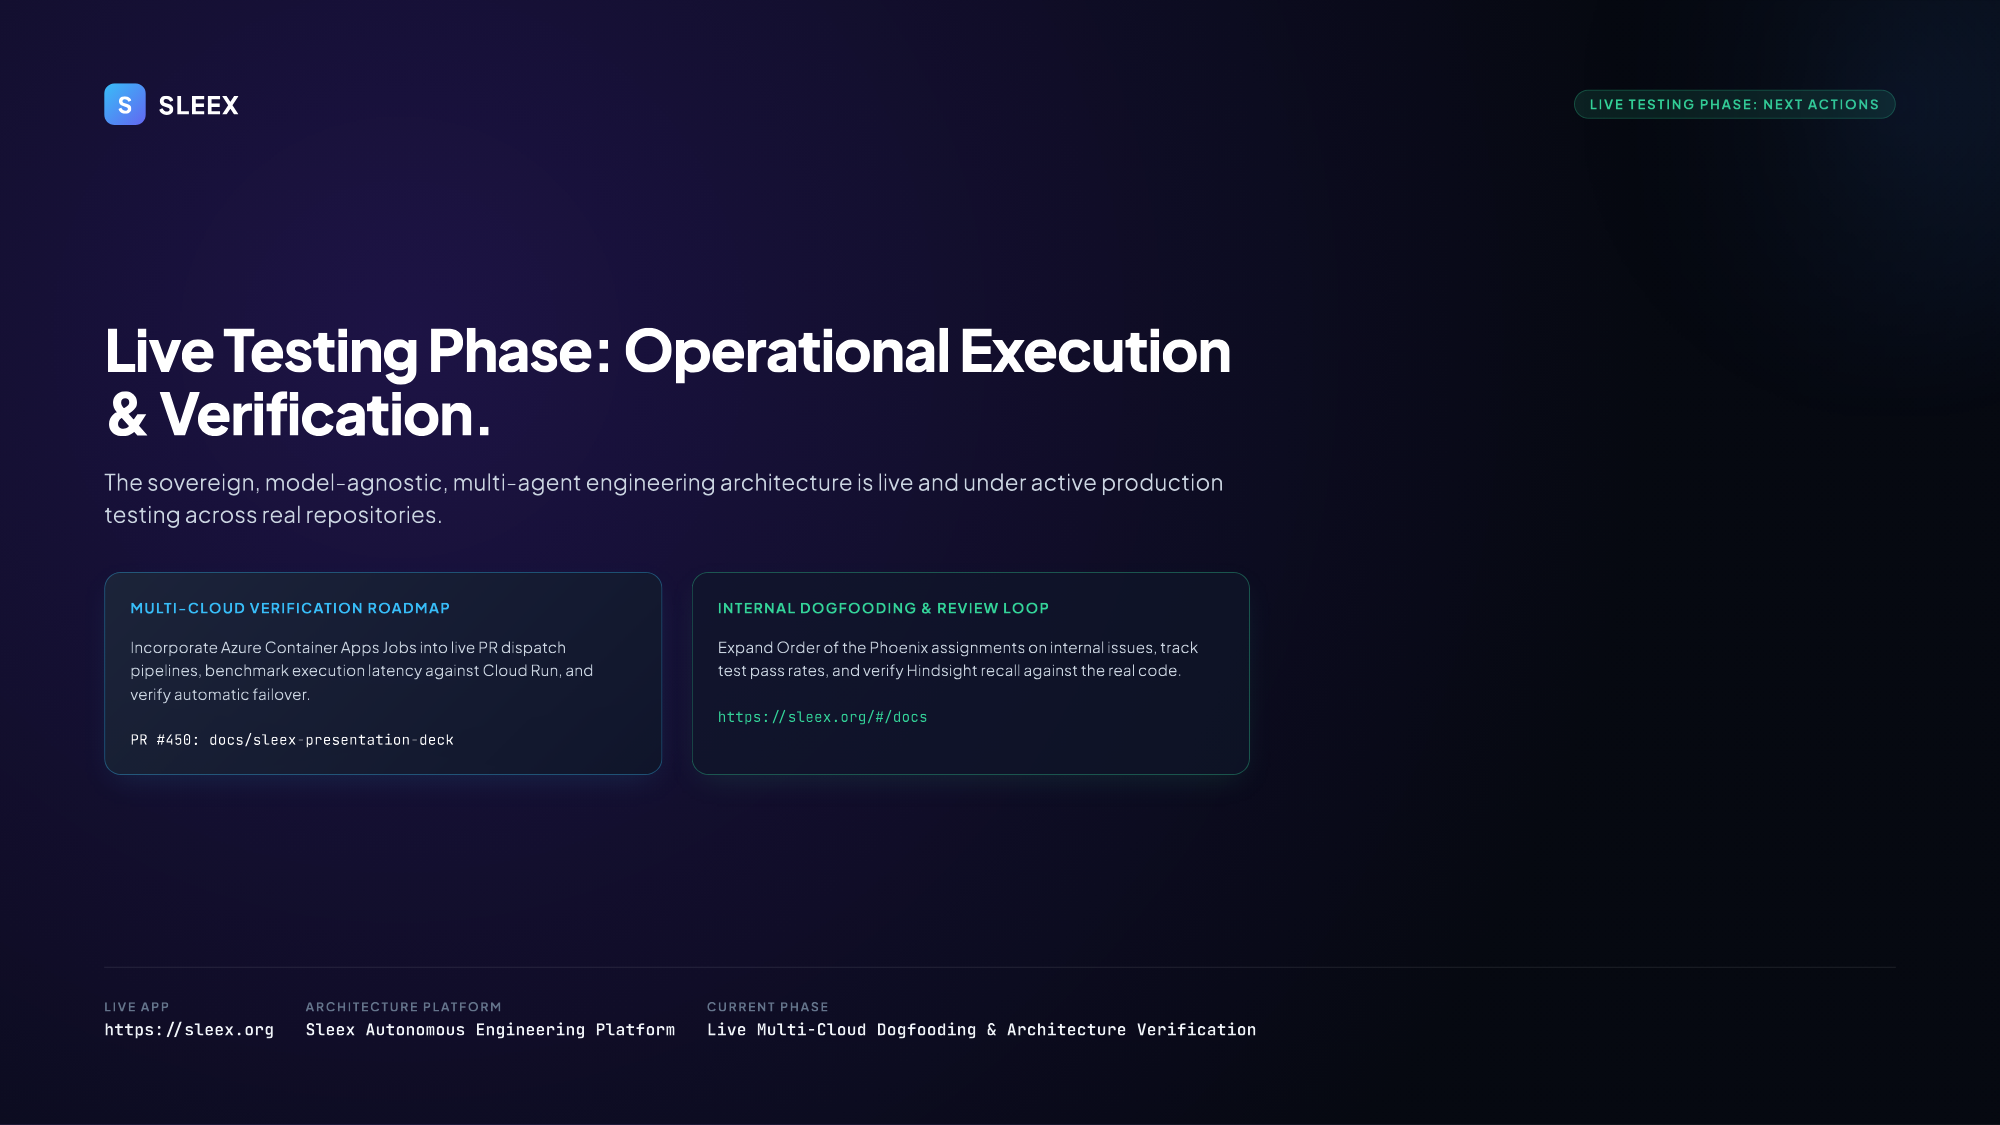 S SLEEX
LIVE TESTING PHASE: NEXT ACTIONS
Live Testing Phase: Operational Execution
& Verification.
The sovereign, model-agnostic, multi-agent engineering architecture is live and under active production
testing across real repositories.
MULTI-CLOUD VERIFICATION ROADMAP
Incorporate Azure Container Apps Jobs into live PR dispatch
pipelines, benchmark execution latency against Cloud Run, and
verify automatic failover.
PR #450: docs/sleex-presentation-deck
INTERNAL DOGFOODING & REVIEW LOOP
Expand Order of the Phoenix assignments on internal issues, track
test pass rates, and verify Hindsight recall against the real code.
https://sleex.org/#/docs
LIVE APP
https://sleex.org
ARCHITECTURE PLATFORM
Sleex Autonomous Engineering Platform
CURRENT PHASE
Live Multi-Cloud Dogfooding & Architecture Verification